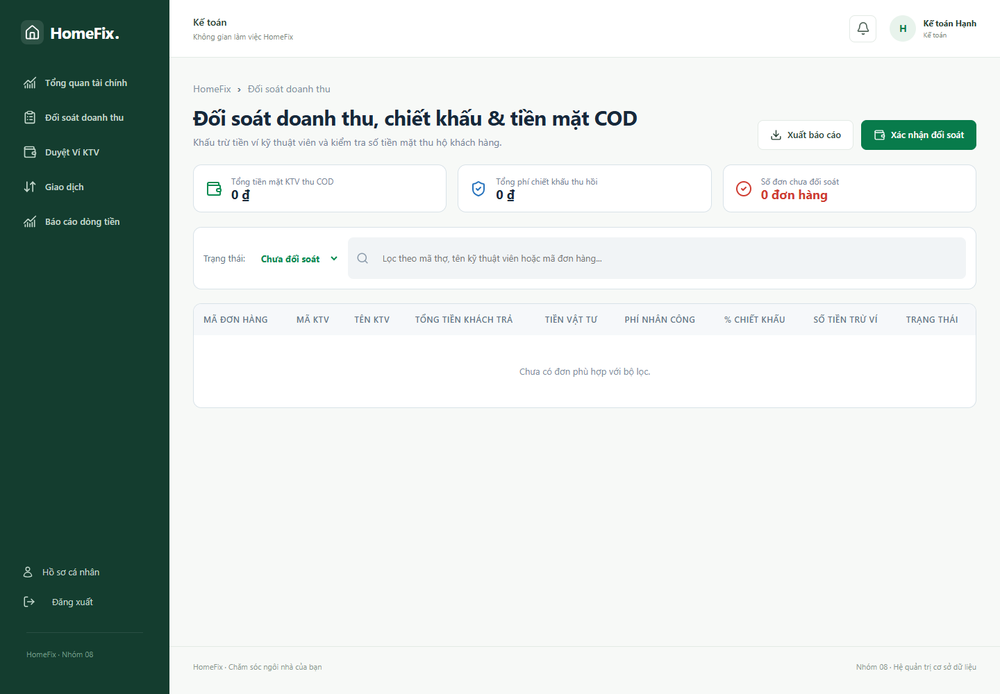 HomeFix.
Tổng quan tài chính
Đối soát doanh thu
Duyệt Ví KTV
Giao dịch
Báo cáo dòng tiền
Hồ sơ cá nhân
Đăng xuất
HomeFix · Nhóm 08
Kế toán
Không gian làm việc HomeFix
H
Kế toán Hạnh
Kế toán
HomeFix › Đối soát doanh thu
Đối soát doanh thu, chiết khấu & tiền mặt COD
Khấu trừ tiền ví kỹ thuật viên và kiểm tra số tiền mặt thu hộ khách hàng.
Xuất báo cáo
Xác nhận đối soát
Tổng tiền mặt KTV thu COD
0 ₫
Tổng phí chiết khấu thu hồi
0 ₫
Số đơn chưa đối soát
0 đơn hàng
Trạng thái: Chưa đối soát
Lọc theo mã thợ, tên kỹ thuật viên hoặc mã đơn hàng...
MÃ ĐƠN HÀNG MÃ KTV TÊN KTV TỔNG TIỀN KHÁCH TRẢ TIỀN VẬT TƯ PHÍ NHÂN CÔNG % CHIẾT KHẤU SỐ TIỀN TRỪ VÍ TRẠNG THÁI
Chưa có đơn phù hợp với bộ lọc.
HomeFix · Chăm sóc ngôi nhà của bạn
Nhóm 08 · Hệ quản trị cơ sở dữ liệu